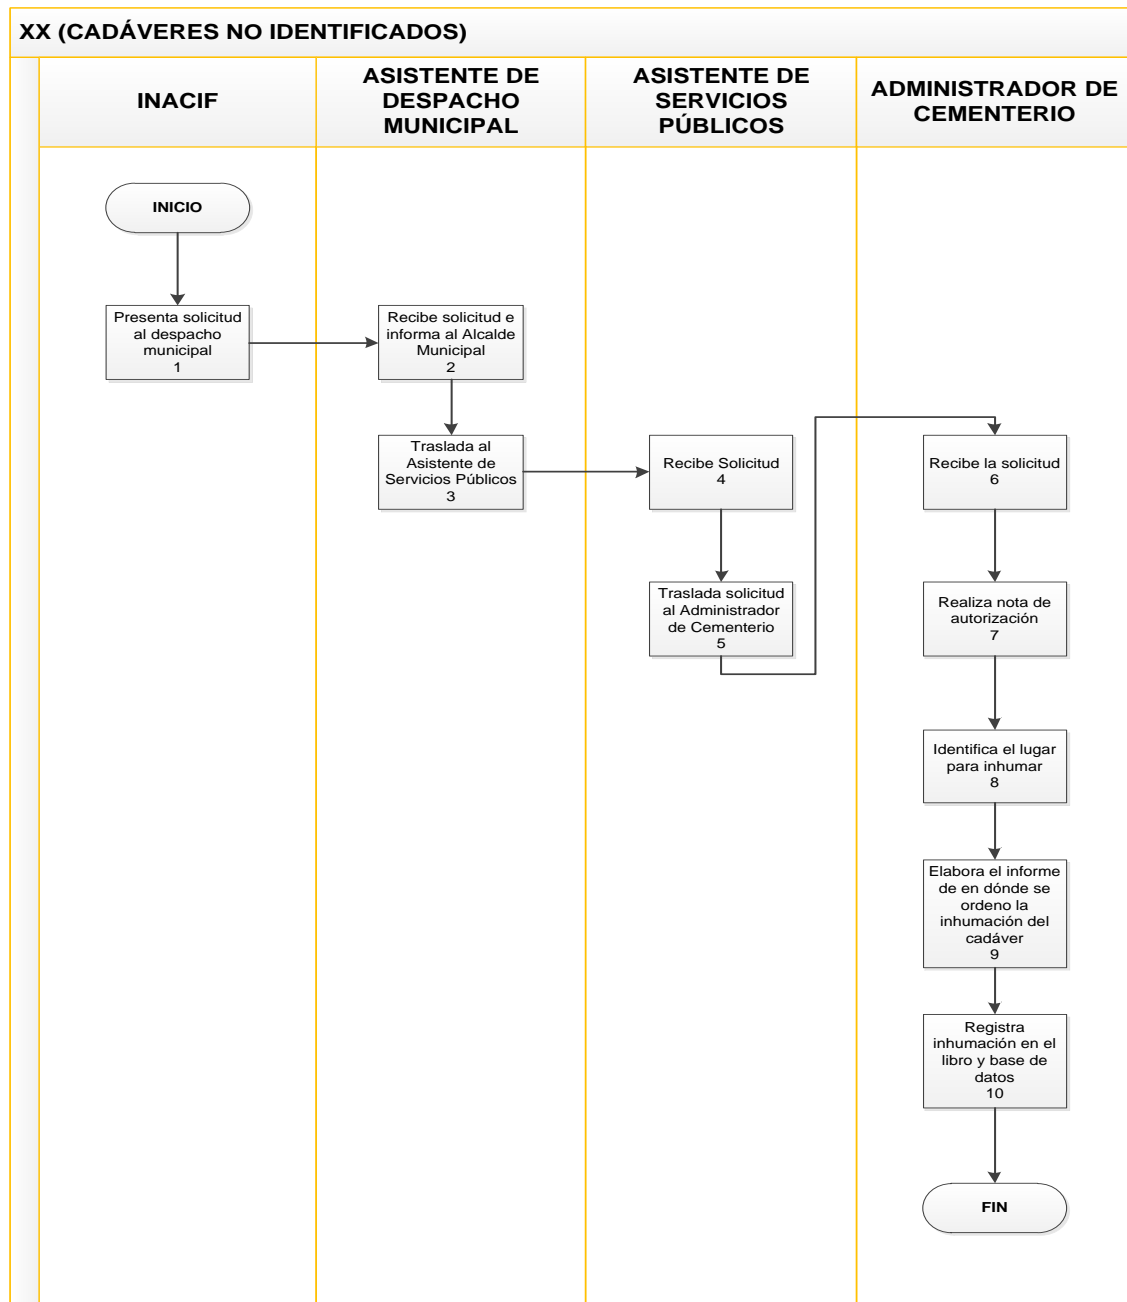 XX (CADÁVERES NO IDENTIFICADOS)
INACIF
ASISTENTE DE
DESPACHO
MUNICIPAL
ASISTENTE DE
SERVICIOS
PÚBLICOS
ADMINISTRADOR DE
CEMENTERIO
INICIO
Presenta solicitud
al despacho
municipal
1
Recibe solicitud e
informa al Alcalde
Municipal
2
Traslada al
Asistente de
Servicios Públicos
3
Recibe Solicitud
4
Traslada solicitud
al Administrador
de Cementerio
5
Recibe la solicitud
6
Realiza nota de
autorización
7
Identifica el lugar
para inhumar
8
Elabora el informe
de en dónde se
ordeno la
inhumación del
cadáver
9
Registra
inhumación en el
libro y base de
datos
10
FIN